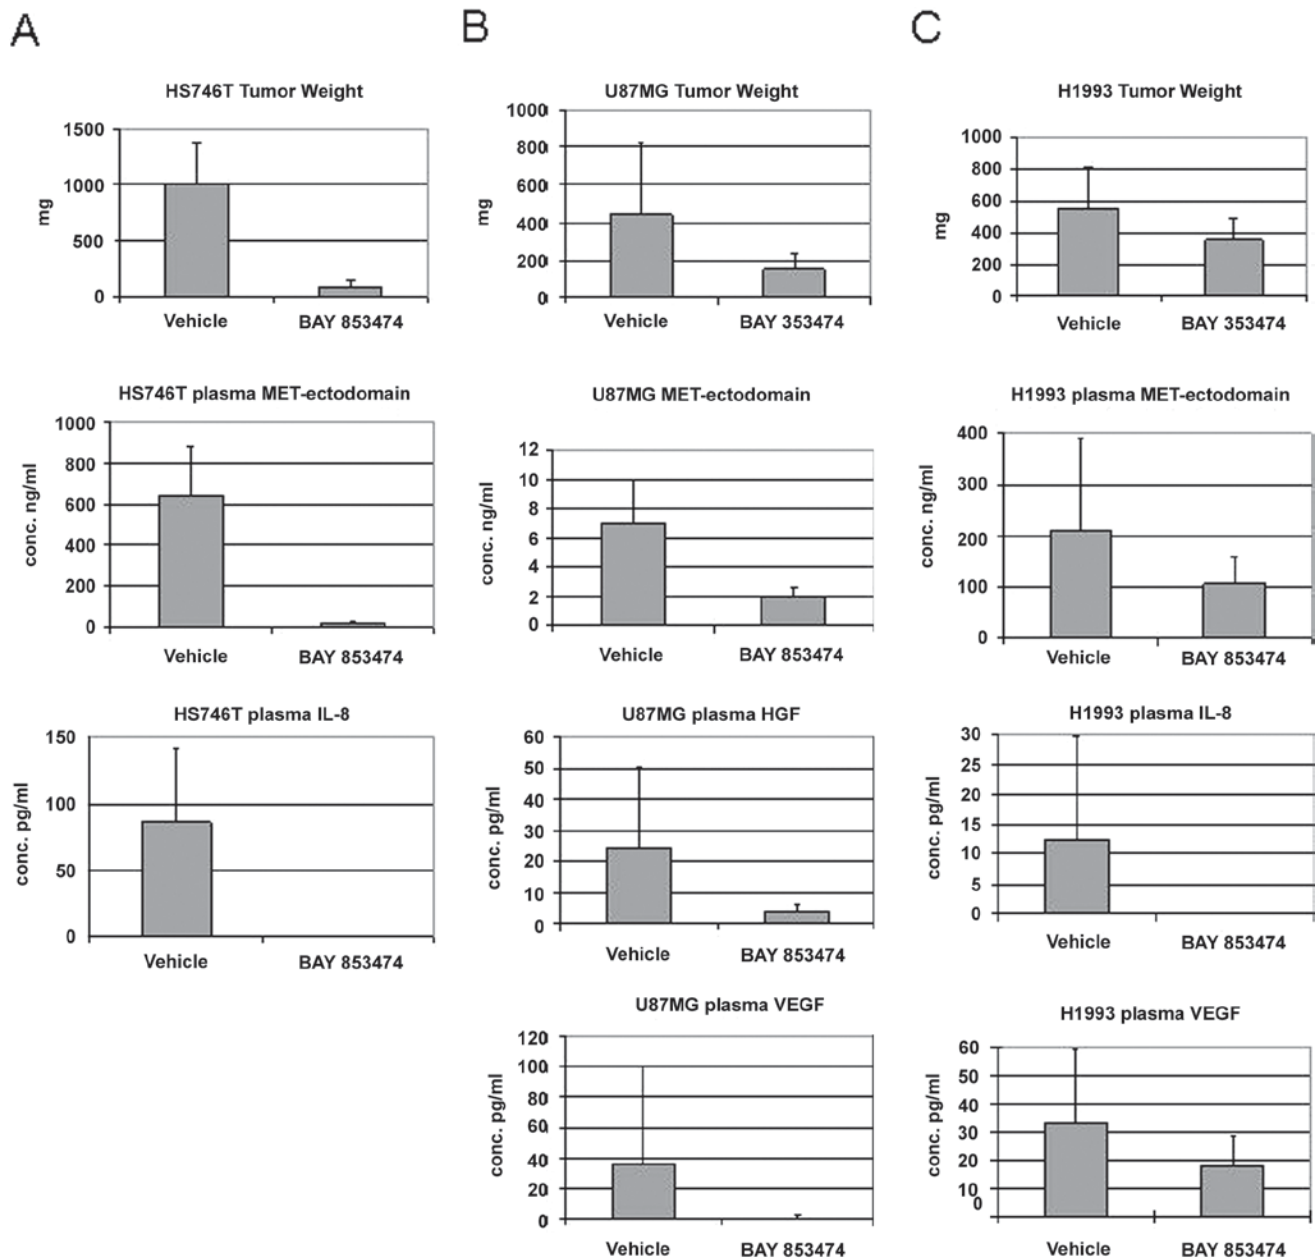 A
HS746T Tumor Weight
1500
1000
500
0
mg
Vehicle BAY 853474
HS746T plasma MET-ectodomain
1000
800
600
400
200
0
conc. ng/ml
Vehicle BAY 853474
HS746T plasma IL-8
150
100
50
0
conc. pg/ml
Vehicle BAY 853474
B
U87MG Tumor Weight
1000
800
600
400
200
0
mg
Vehicle BAY 353474
U87MG MET-ectodomain
12
10
8
6
4
2
0
conc. ng/ml
Vehicle BAY 853474
U87MG plasma HGF
60
50
40
30
20
10
0
conc. pg/ml
Vehicle BAY 853474
U87MG plasma VEGF
120
100
80
60
40
20
0
conc. pg/ml
Vehicle BAY 853474
C
H1993 Tumor Weight
1000
800
600
400
200
0
mg
Vehicle BAY 353474
H1993 plasma MET-ectodomain
400
300
200
100
0
conc. ng/ml
Vehicle BAY 853474
H1993 plasma IL-8
30
25
20
15
10
5
0
conc. pg/ml
Vehicle BAY 853474
H1993 plasma VEGF
60
50
40
30
20
10
0
conc. pg/ml
Vehicle BAY 853474